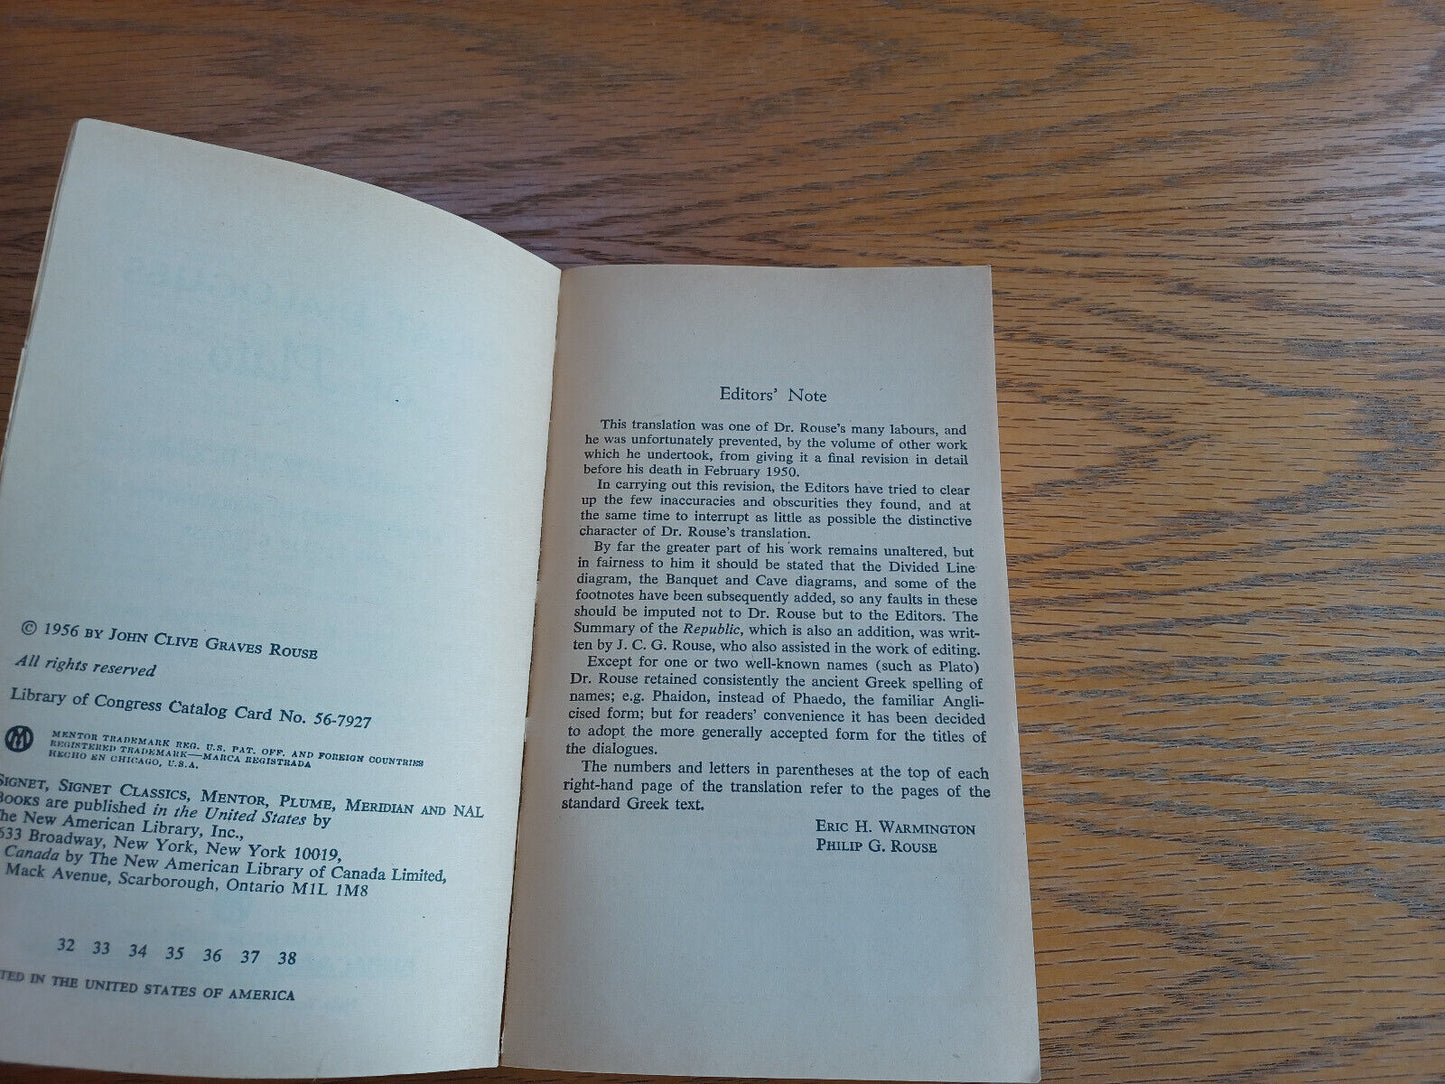 © 1956 BY JOHN CLIVE GRAVES ROUSE
All rights reserved
Library of Congress Catalog Card No. 56-7927
MENTOR TRADEMARK REG. U.S. PAT. OFF. AND FOREIGN COUNTRIES
REGISTERED TRADEMARK—MARCA REGISTRADA
HECHO EN CHICAGO, U.S.A.
SIGNET, SIGNET CLASSICS, MENTOR, PLUME, MERIDIAN AND NAL
BOOKS are published in the United States by
The New American Library, Inc.,
1633 Broadway, New York, New York 10019,
Canada by The New American Library of Canada Limited,
Mack Avenue, Scarborough, Ontario M1L 1M8
32 33 34 35 36 37 38
TED IN THE UNITED STATES OF AMERICA
Editors' Note
This translation was one of Dr. Rouse's many labours, and
he was unfortunately prevented, by the volume of other work
which he undertook, from giving it a final revision in detail
before his death in February 1950.
In carrying out this revision, the Editors have tried to clear
up the few inaccuracies and obscurities they found, and at
the same time to interrupt as little as possible the distinctive
character of Dr. Rouse's translation.
By far the greater part of his work remains unaltered, but
in fairness to him it should be stated that the Divided Line
diagram, the Banquet and Cave diagrams, and some of the
footnotes have been subsequently added, so any faults in these
should be imputed not to Dr. Rouse but to the Editors. The
Summary of the Republic, which is also an addition, was writ-
ten by J. C. G. Rouse, who also assisted in the work of editing.
Except for one or two well-known names (such as Plato)
Dr. Rouse retained consistently the ancient Greek spelling of
names; e.g. Phaidon, instead of Phaedo, the familiar Angli-
cised form; but for readers' convenience it has been decided
to adopt the more generally accepted form for the titles of
the dialogues.
The numbers and letters in parentheses at the top of each
right-hand page of the translation refer to the pages of the
standard Greek text.
ERIC H. WARMINGTON
PHILIP G. ROUSE